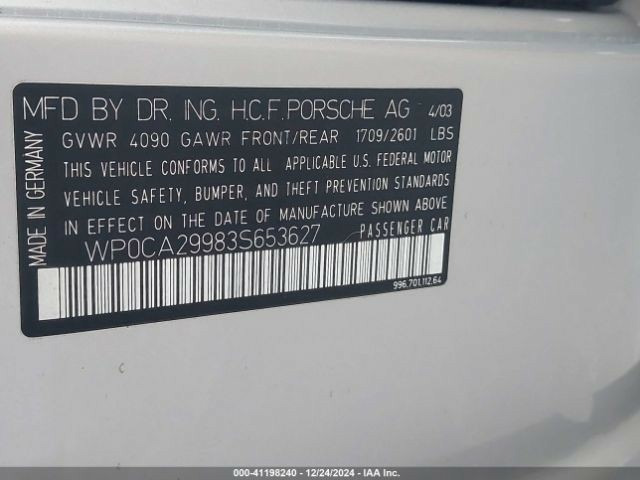 MFD BY DR. ING. H.C.F. PORSCHE AG 4/03
GVWR 4090 GAWR FRONT/REAR 1709/2601 LBS
THIS VEHICLE CONFORMS TO ALL APPLICABLE U.S. FEDERAL MOTOR
VEHICLE SAFETY, BUMPER, AND THEFT PREVENTION STANDARDS
IN EFFECT ON THE DATE OF MANUFACTURE SHOWN ABOVE
WP0CA29983S653627 PASSENGER CAR
MADE IN GERMANY
996.701.112.64
000-41198240 - 12/24/2024 - IAAI.COM